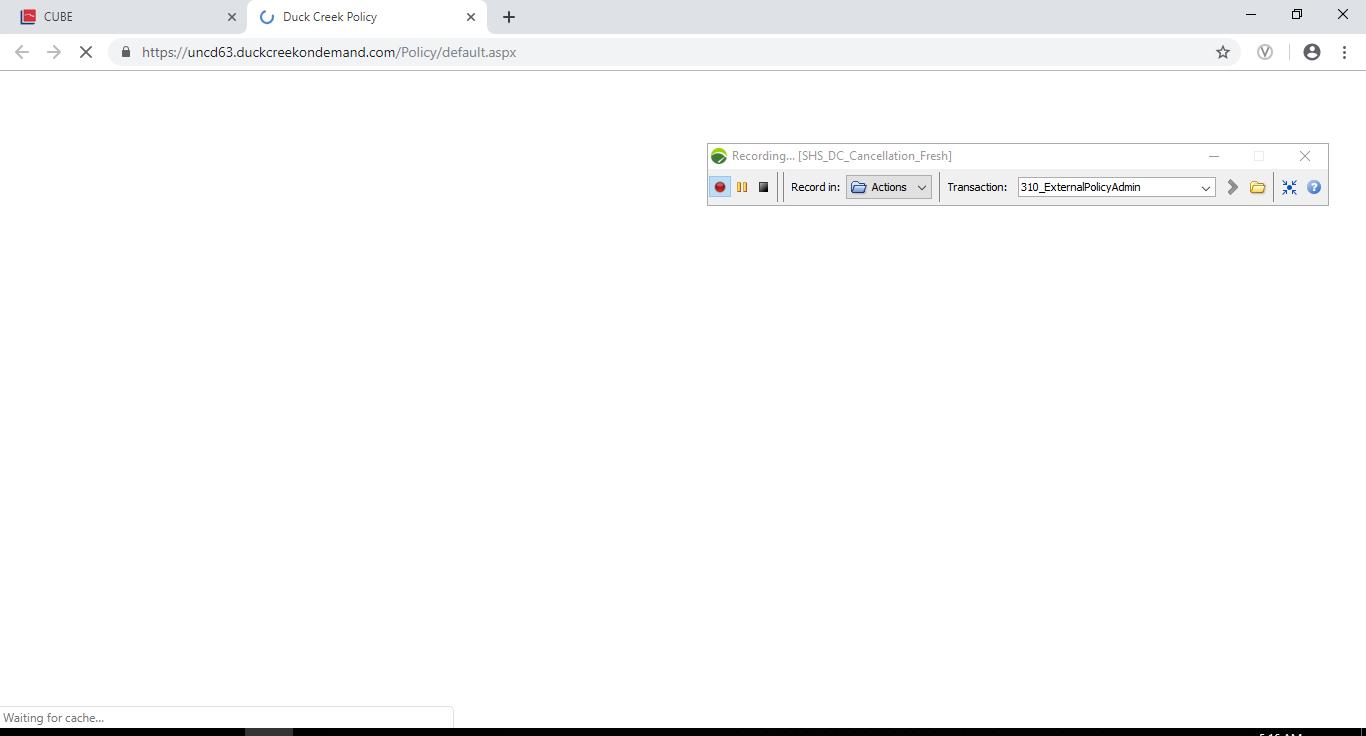 CUBE
Duck Creek Policy
https://uncd63.duckcreekondemand.com/Policy/default.aspx
Recording... [SHS_DC_Cancellation_Fresh]
Record in: Actions Transaction: 310_ExternalPolicyAdmin
Waiting for cache...